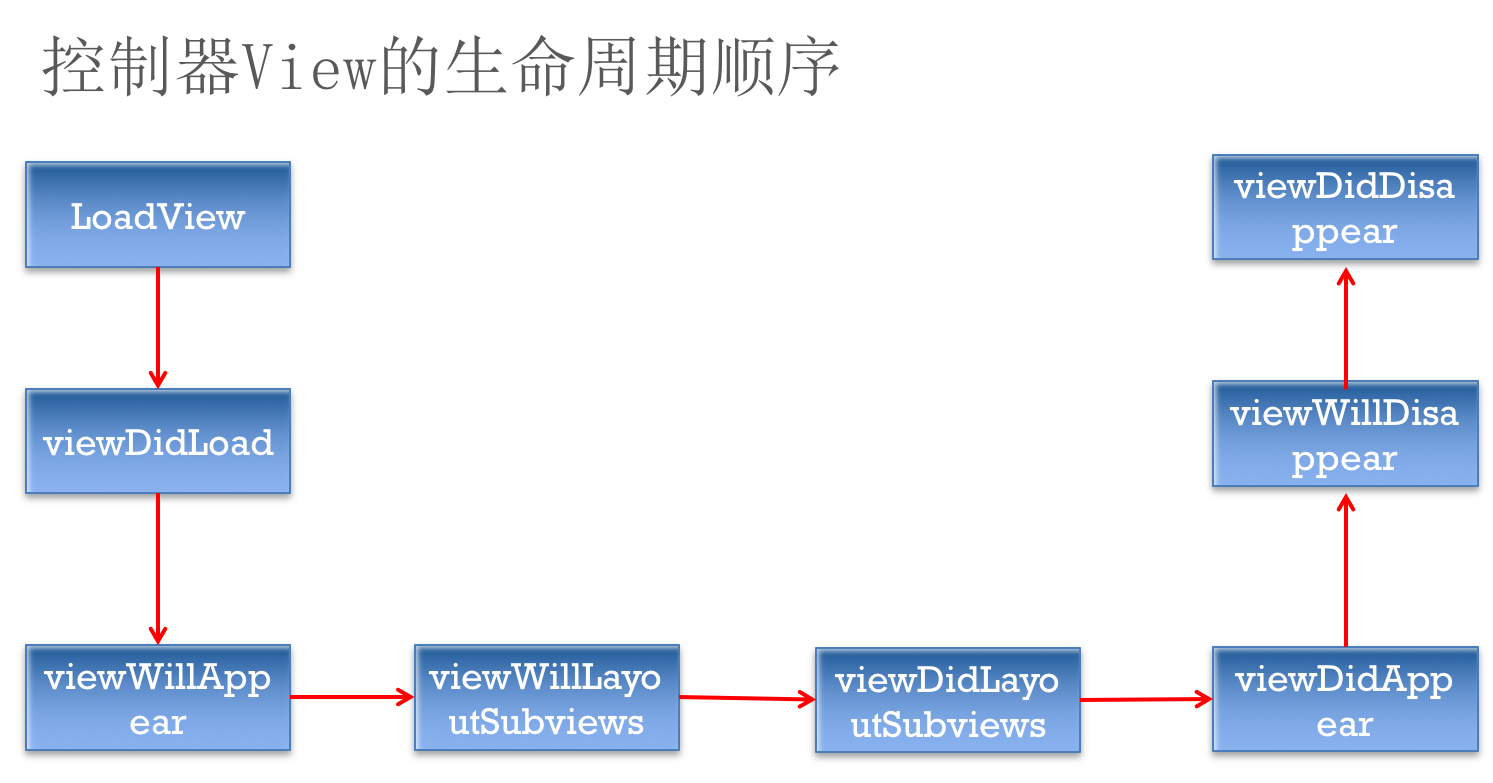 控制器View的生命周期顺序
LoadView
viewDidLoad
viewWillApp
ear
viewWillLayo
utSubviews
viewDidLayo
utSubviews
viewDidApp
ear
viewWillDisa
ppear
viewDidDisa
ppear